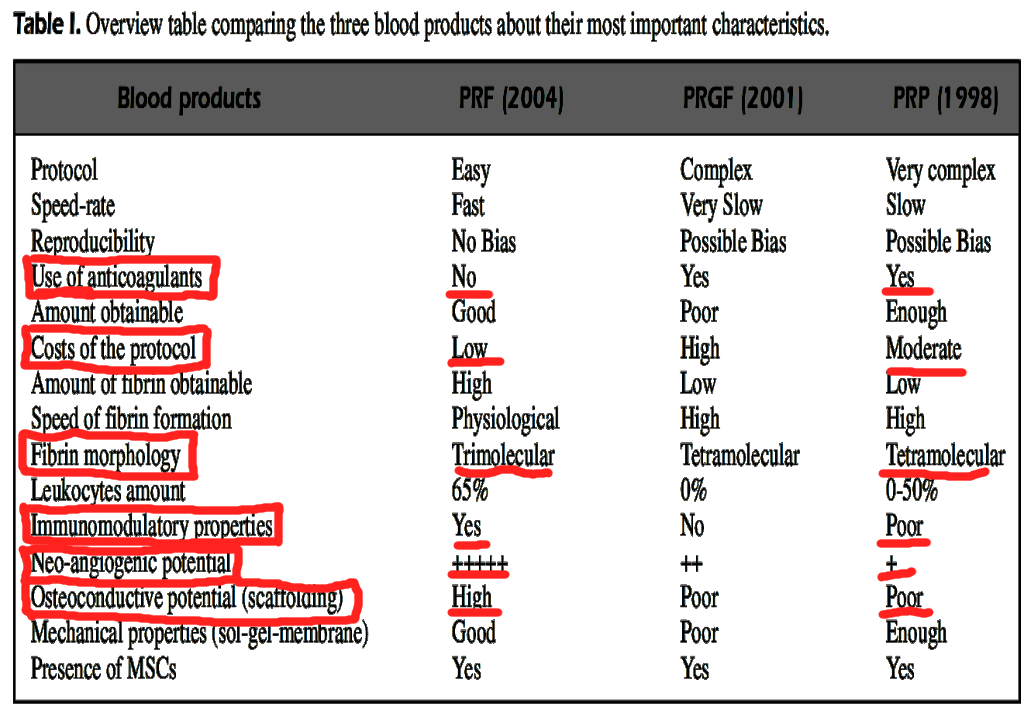 Table I. Overview table comparing the three blood products about their most important characteristics.
Blood products PRF (2004) PRGF (2001) PRP (1998)
Protocol Easy Complex Very complex
Speed-rate Fast Very Slow Slow
Reproducibility No Bias Possible Bias Possible Bias
Use of anticoagulants No Yes Yes
Amount obtainable Good Poor Enough
Costs of the protocol Low High Moderate
Amount of fibrin obtainable High Low Low
Speed of fibrin formation Physiological High High
Fibrin morphology Trimolecular Tetramolecular Tetramolecular
Leukocytes amount 65% 0% 0-50%
Immunomodulatory properties Yes No Poor
Neo-angiogenic potential +++++ ++ +
Osteoconductive potential (scaffolding) High Poor Poor
Mechanical properties (sol-gel-membrane) Good Poor Enough
Presence of MSCs Yes Yes Yes